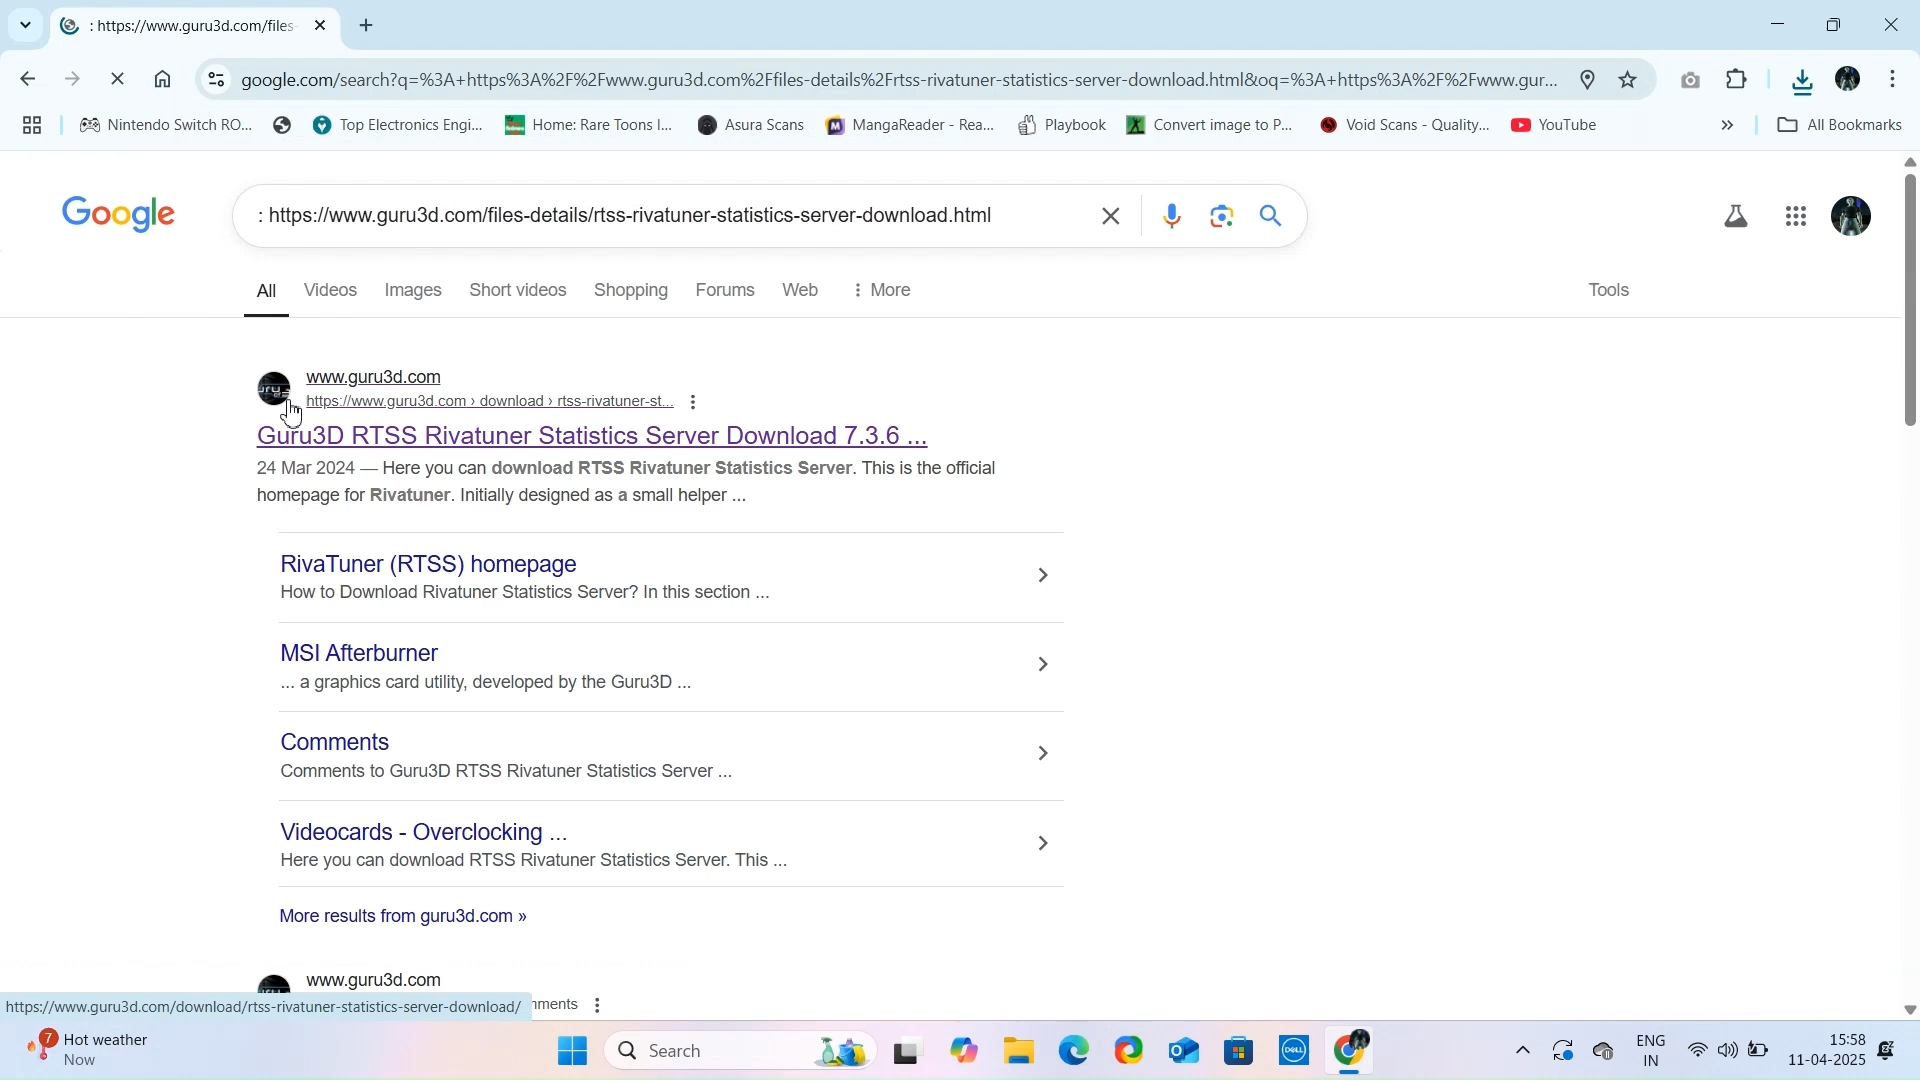 : https://www.guru3d.com/files-
google.com/search?q=%3A+https%3A%2F%2Fwww.guru3d.com%2Ffiles-details%2Frtss-rivatuner-statistics-server-download.html&oq=%3A+https%3A%2F%2Fwww.gur...
Nintendo Switch RO... Top Electronics Engi... Home: Rare Toons I... Asura Scans MangaReader - Rea... Playbook Convert image to P... Void Scans - Quality... YouTube » All Bookmarks
Google : https://www.guru3d.com/files-details/rtss-rivatuner-statistics-server-download.html
All Videos Images Short videos Shopping Forums Web More Tools
www.guru3d.com
https://www.guru3d.com › download › rtss-rivatuner-st...
Guru3D RTSS Rivatuner Statistics Server Download 7.3.6 ...
24 Mar 2024 — Here you can download RTSS Rivatuner Statistics Server. This is the official
homepage for Rivatuner. Initially designed as a small helper ...
RivaTuner (RTSS) homepage
How to Download Rivatuner Statistics Server? In this section ...
MSI Afterburner
... a graphics card utility, developed by the Guru3D ...
Comments
Comments to Guru3D RTSS Rivatuner Statistics Server ...
Videocards - Overclocking ...
Here you can download RTSS Rivatuner Statistics Server. This ...
More results from guru3d.com »
www.guru3d.com
https://www.guru3d.com/download/rtss-rivatuner-statistics-server-download/
7 Hot weather
Now
Search
DELL
ENG
IN
15:58
11-04-2025